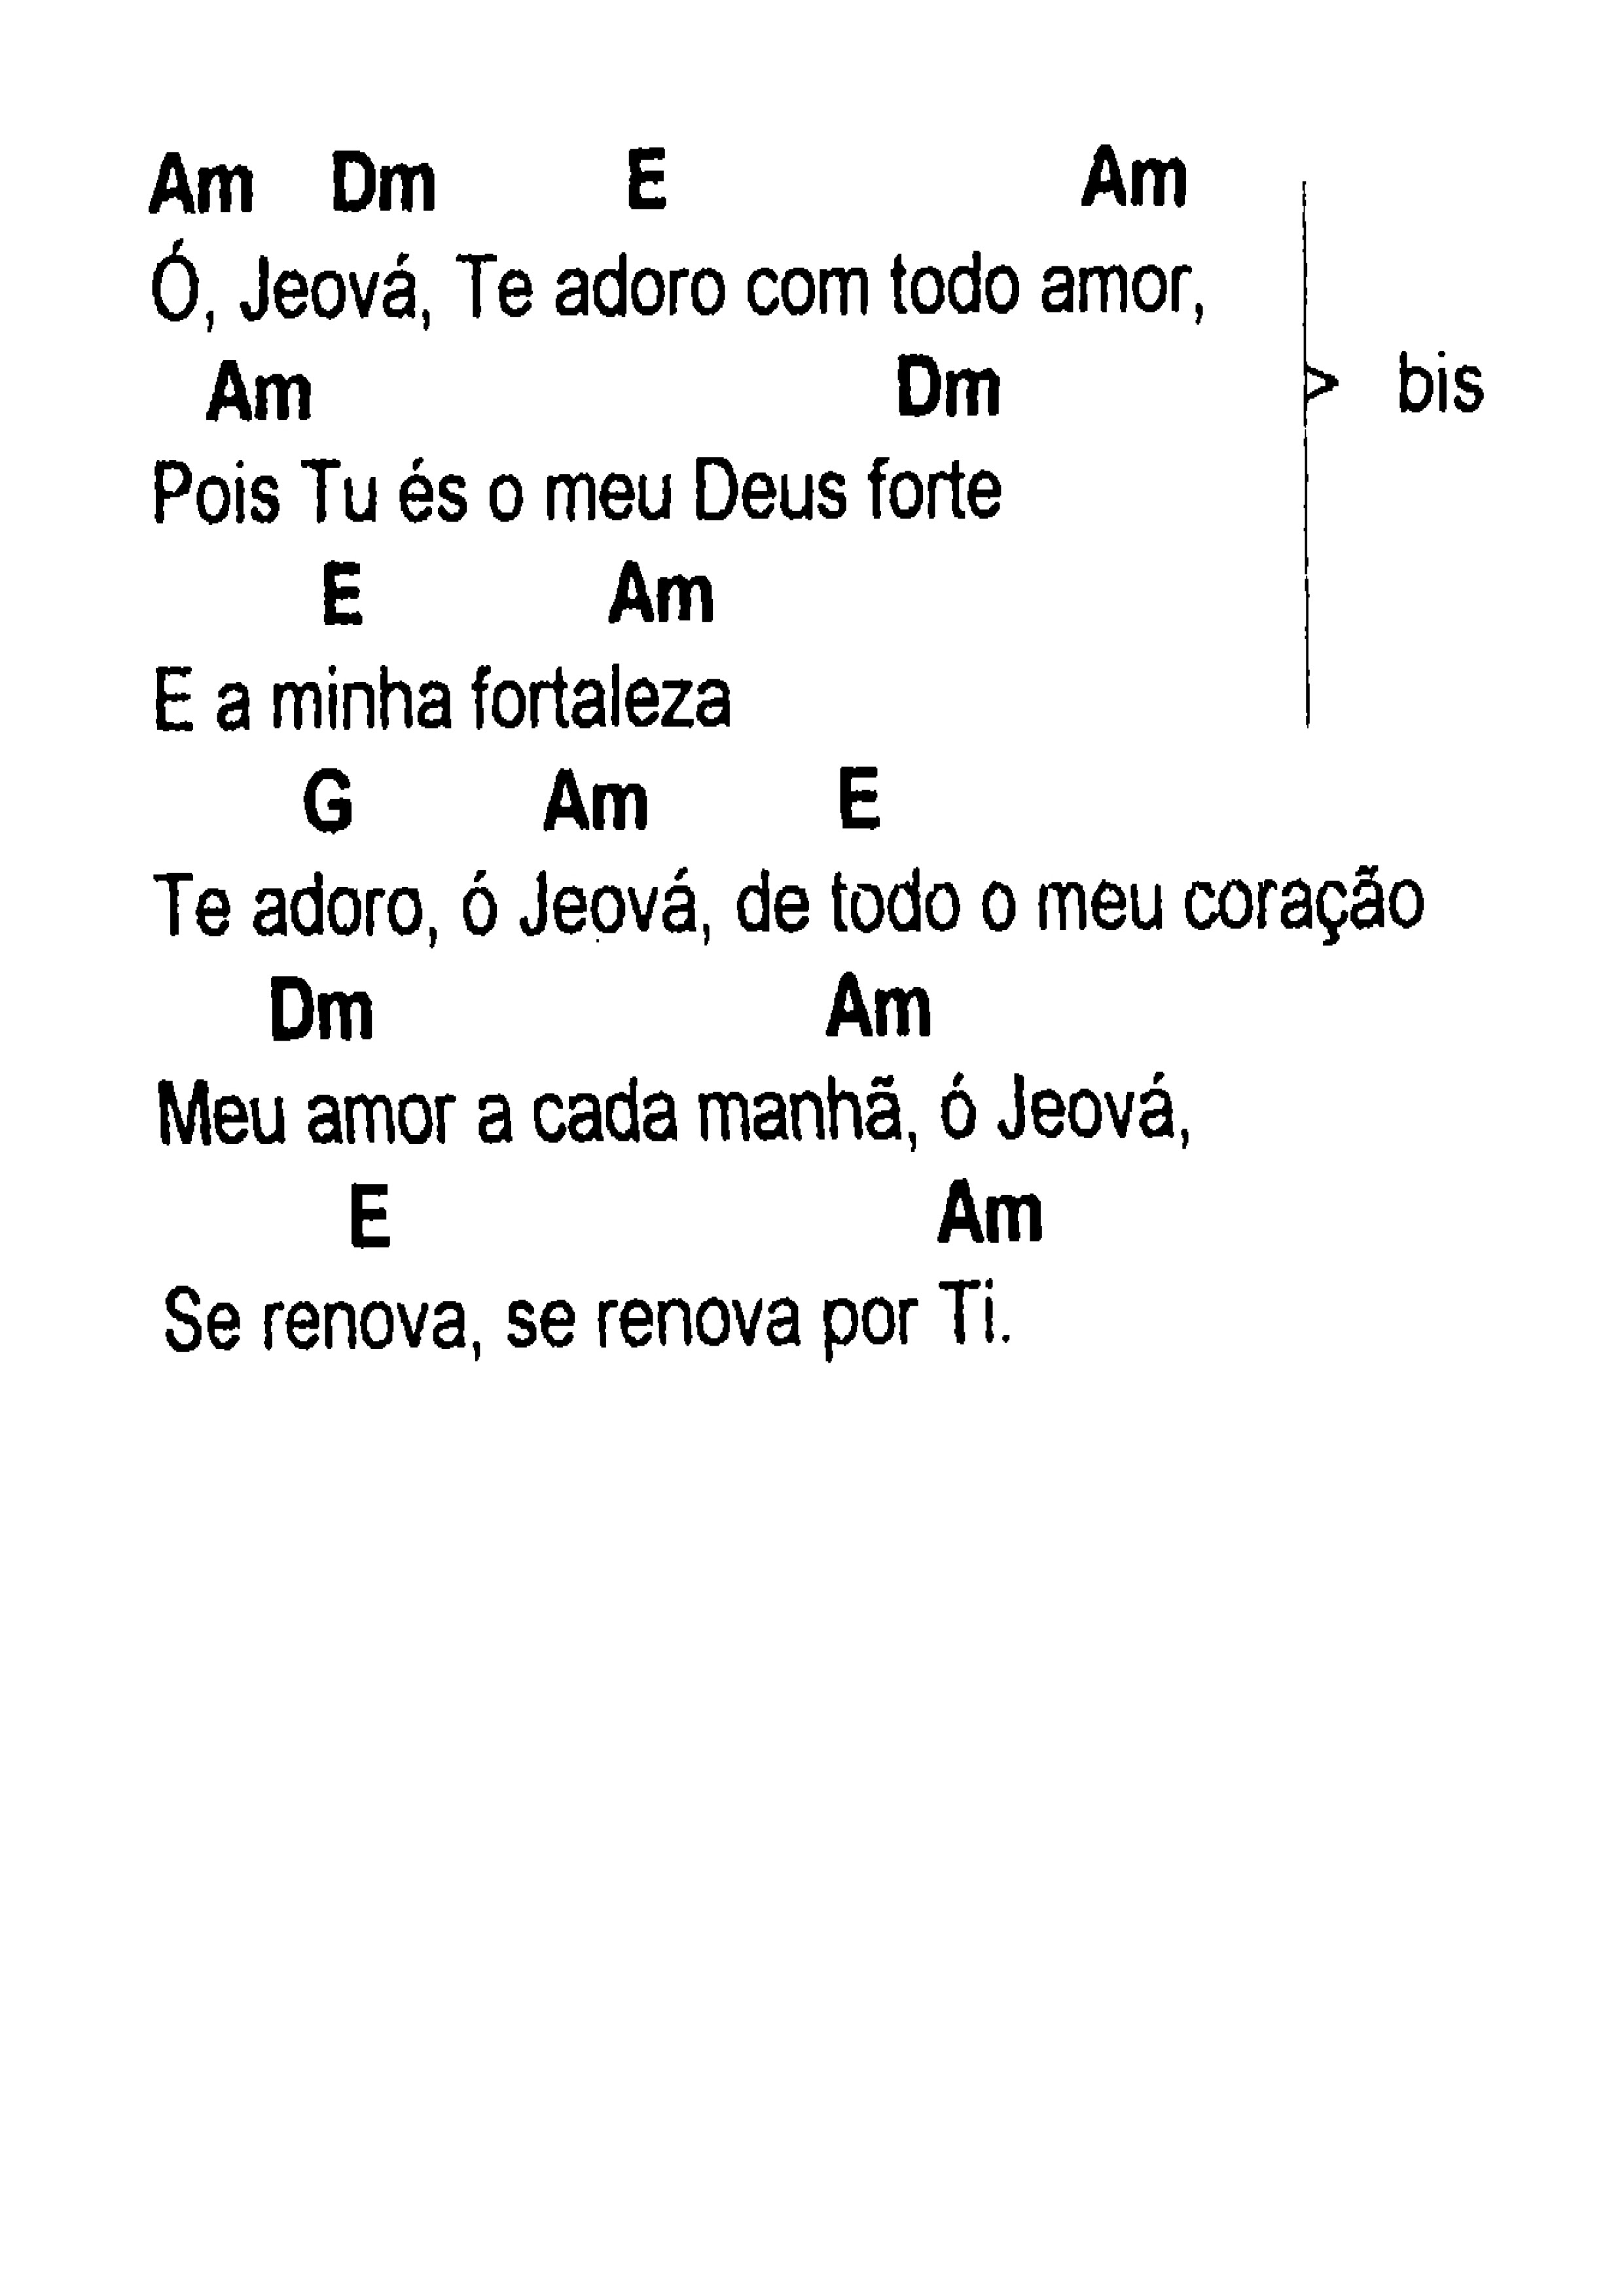 Am Dm E Am
Ó, Jeová, Te adoro com todo amor,
Am Dm
bis
Pois Tu és o meu Deus forte
E Am
E a minha fortaleza
G Am E
Te adoro, ó Jeová, de todo o meu coração
Dm Am
Meu amor a cada manhã, ó Jeová,
E Am
Se renova, se renova por Ti.